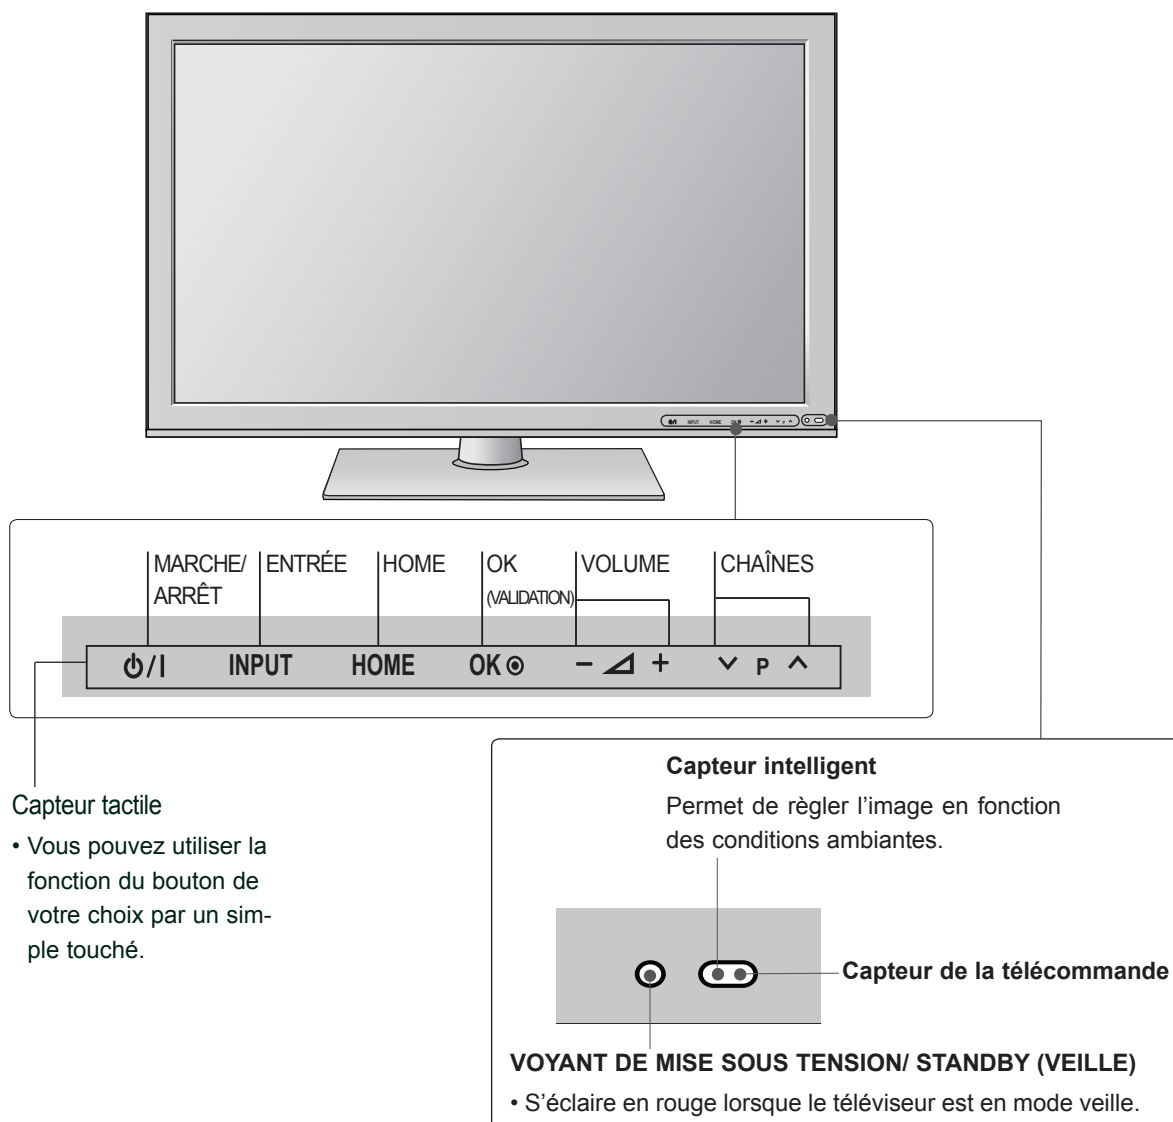 INPUT HOME OK - + P
MARCHE/ ENTRÉE HOME OK VOLUME CHAÎNES
ARRÊT (VALIDATION)
/I INPUT HOME OK - + P
Capteur tactile
• Vous pouvez utiliser la
fonction du bouton de
votre choix par un sim-
ple touché.
Capteur intelligent
Permet de règler l’image en fonction
des conditions ambiantes.
Capteur de la télécommande
VOYANT DE MISE SOUS TENSION/ STANDBY (VEILLE)
• S’éclaire en rouge lorsque le téléviseur est en mode veille.